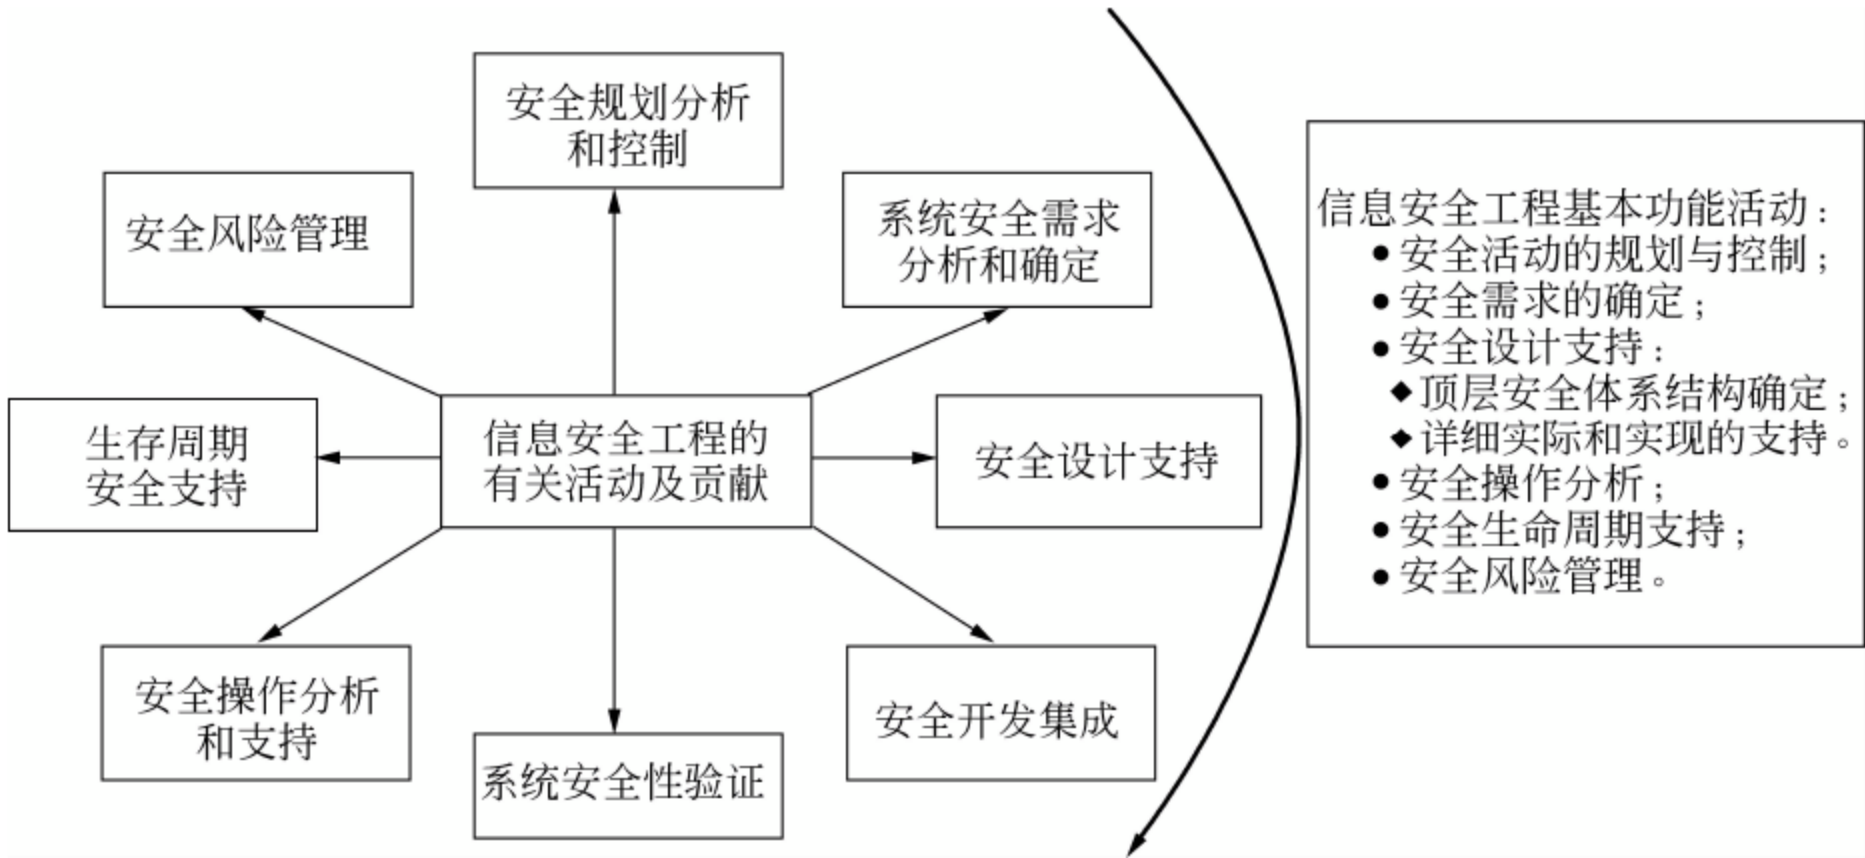 安全规划分析
和控制
安全风险管理
系统安全需求
分析和确定
生存周期
安全支持
信息安全工程的
有关活动及贡献
安全设计支持
安全操作分析
和支持
系统安全性验证
安全开发集成
信息安全工程基本功能活动：
●安全活动的规划与控制；
●安全需求的确定；
●安全设计支持：
◆顶层安全体系结构确定；
◆详细实际和实现的支持。
●安全操作分析；
●安全生命周期支持；
●安全风险管理。